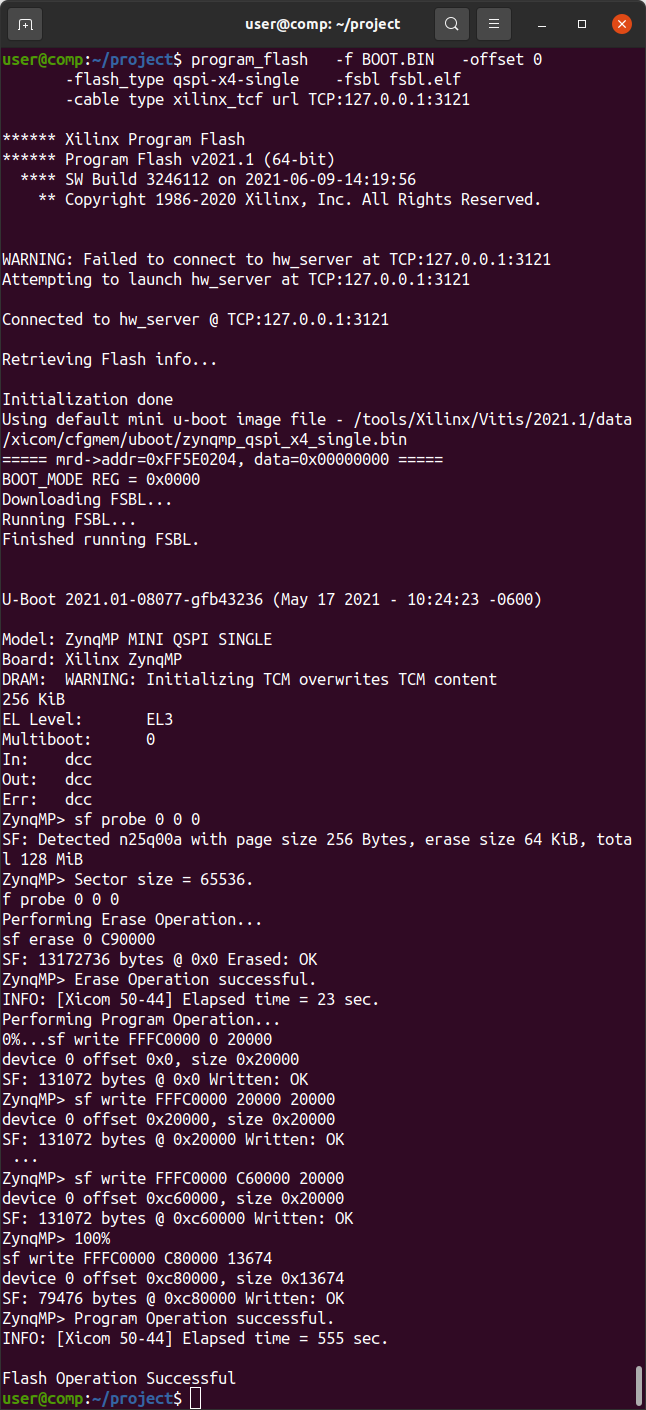 user@comp: ~/project
user@comp:~/project$ program_flash   -f BOOT.BIN   -offset 0
       -flash_type qspi-x4-single    -fsbl fsbl.elf
       -cable type xilinx_tcf url TCP:127.0.0.1:3121
****** Xilinx Program Flash
****** Program Flash v2021.1 (64-bit)
  **** SW Build 3246112 on 2021-06-09-14:19:56
    ** Copyright 1986-2020 Xilinx, Inc. All Rights Reserved.
WARNING: Failed to connect to hw_server at TCP:127.0.0.1:3121
Attempting to launch hw_server at TCP:127.0.0.1:3121
Connected to hw_server @ TCP:127.0.0.1:3121
Retrieving Flash info...
Initialization done
Using default mini u-boot image file - /tools/Xilinx/Vitis/2021.1/data
/xicom/cfgmem/uboot/zynqmp_qspi_x4_single.bin
===== mrd->addr=0xFF5E0204, data=0x00000000 =====
BOOT_MODE REG = 0x0000
Downloading FSBL...
Running FSBL...
Finished running FSBL.
U-Boot 2021.01-08077-gfb43236 (May 17 2021 - 10:24:23 -0600)
Model: ZynqMP MINI QSPI SINGLE
Board: Xilinx ZynqMP
DRAM:  WARNING: Initializing TCM overwrites TCM content
256 KiB
EL Level:       EL3
Multiboot:      0
In:    dcc
Out:   dcc
Err:   dcc
ZynqMP> sf probe 0 0 0
SF: Detected n25q00a with page size 256 Bytes, erase size 64 KiB, tota
l 128 MiB
ZynqMP> Sector size = 65536.
f probe 0 0 0
Performing Erase Operation...
sf erase 0 C90000
SF: 13172736 bytes @ 0x0 Erased: OK
ZynqMP> Erase Operation successful.
INFO: [Xicom 50-44] Elapsed time = 23 sec.
Performing Program Operation...
0%...sf write FFFC0000 0 20000
device 0 offset 0x0, size 0x20000
SF: 131072 bytes @ 0x0 Written: OK
ZynqMP> sf write FFFC0000 20000 20000
device 0 offset 0x20000, size 0x20000
SF: 131072 bytes @ 0x20000 Written: OK
 ...
ZynqMP> sf write FFFC0000 C60000 20000
device 0 offset 0xc60000, size 0x20000
SF: 131072 bytes @ 0xc60000 Written: OK
ZynqMP> 100%
sf write FFFC0000 C80000 13674
device 0 offset 0xc80000, size 0x13674
SF: 79476 bytes @ 0xc80000 Written: OK
ZynqMP> Program Operation successful.
INFO: [Xicom 50-44] Elapsed time = 555 sec.
Flash Operation Successful
user@comp:~/project$